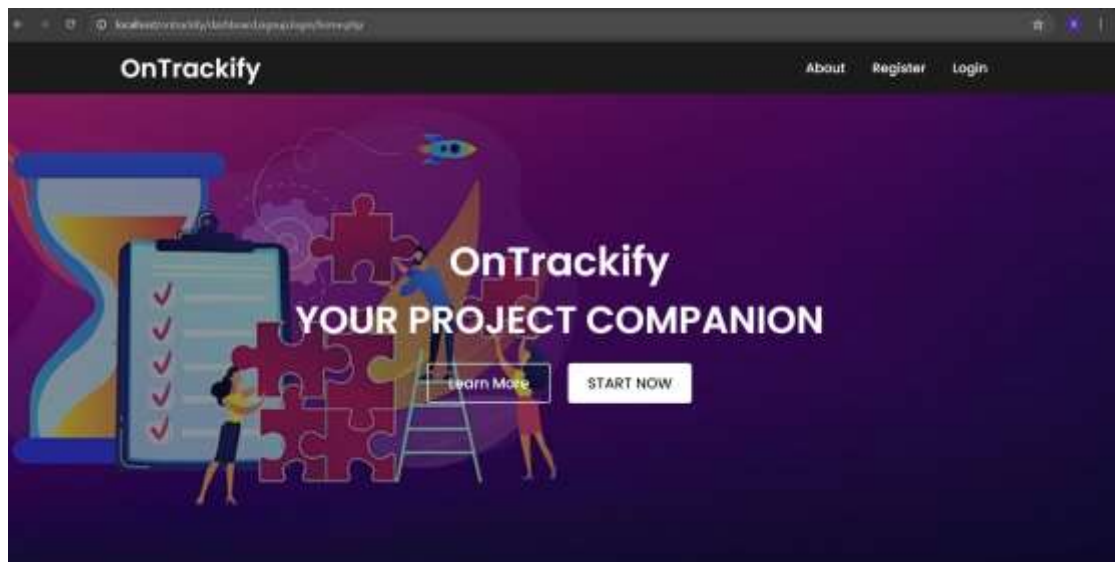 OnTrackify
About Register Login
OnTrackify
YOUR PROJECT COMPANION
Learn More START NOW